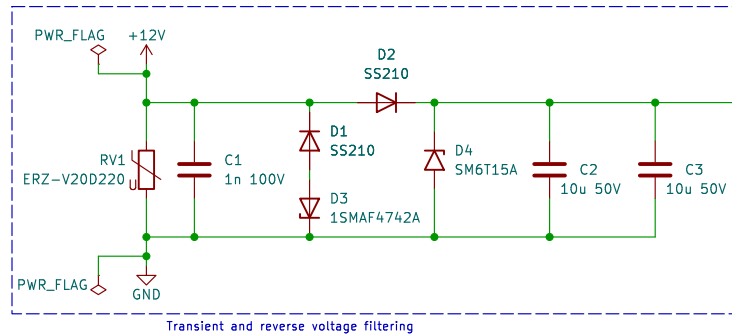 PWR_FLAG
+12V
D2
SS210
D1
SS210
RV1
ERZ-V20D220
U
C1
1n 100V
D4
SM6T15A
C2
10u 50V
C3
10u 50V
D3
1SMAF4742A
PWR_FLAG
GND
Transient and reverse voltage filtering